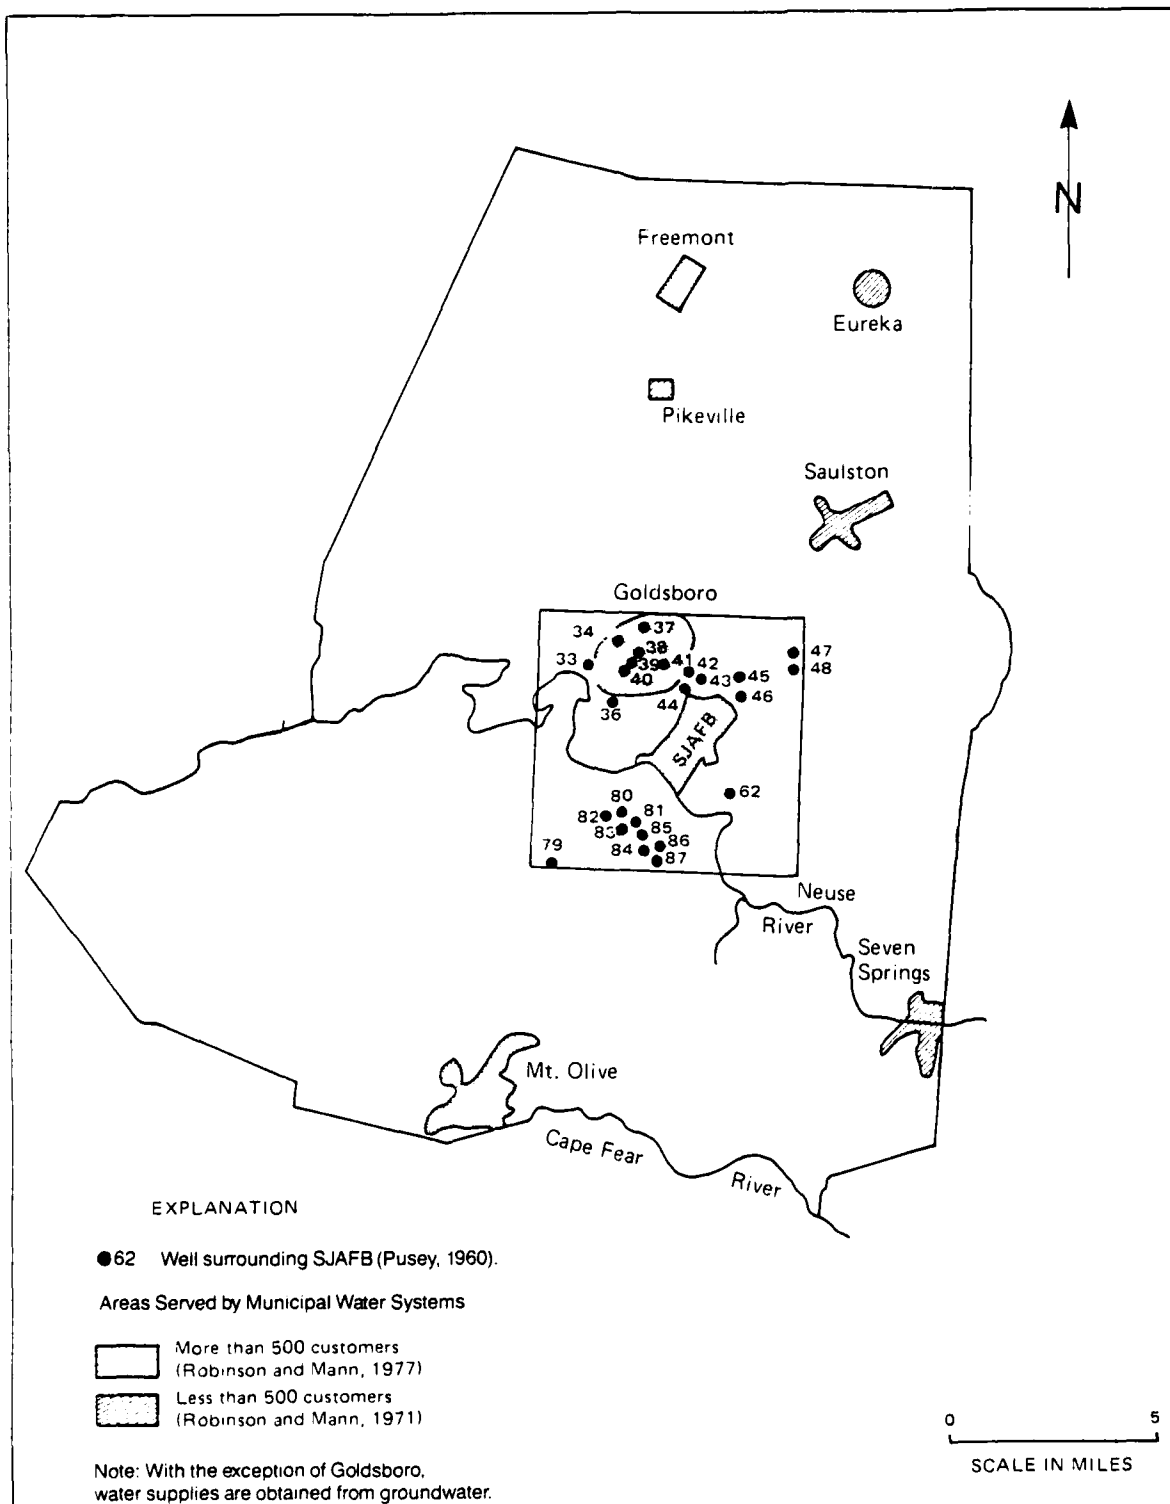 N
Freemont
Eureka
Pikeville
Saulston
Goldsboro
37
34
38
47
33
39
41
42
48
40
43
45
44
46
36
SJAFB
62
80
82
81
83
85
79
84
86
87
Neuse
River
Seven
Springs
Mt. Olive
Cape Fear
River
EXPLANATION
62 Well surrounding SJAFB (Pusey, 1960).
Areas Served by Municipal Water Systems
More than 500 customers
(Robinson and Mann, 1977)
Less than 500 customers
(Robinson and Mann, 1971)
Note: With the exception of Goldsboro,
water supplies are obtained from groundwater.
0 5
SCALE IN MILES